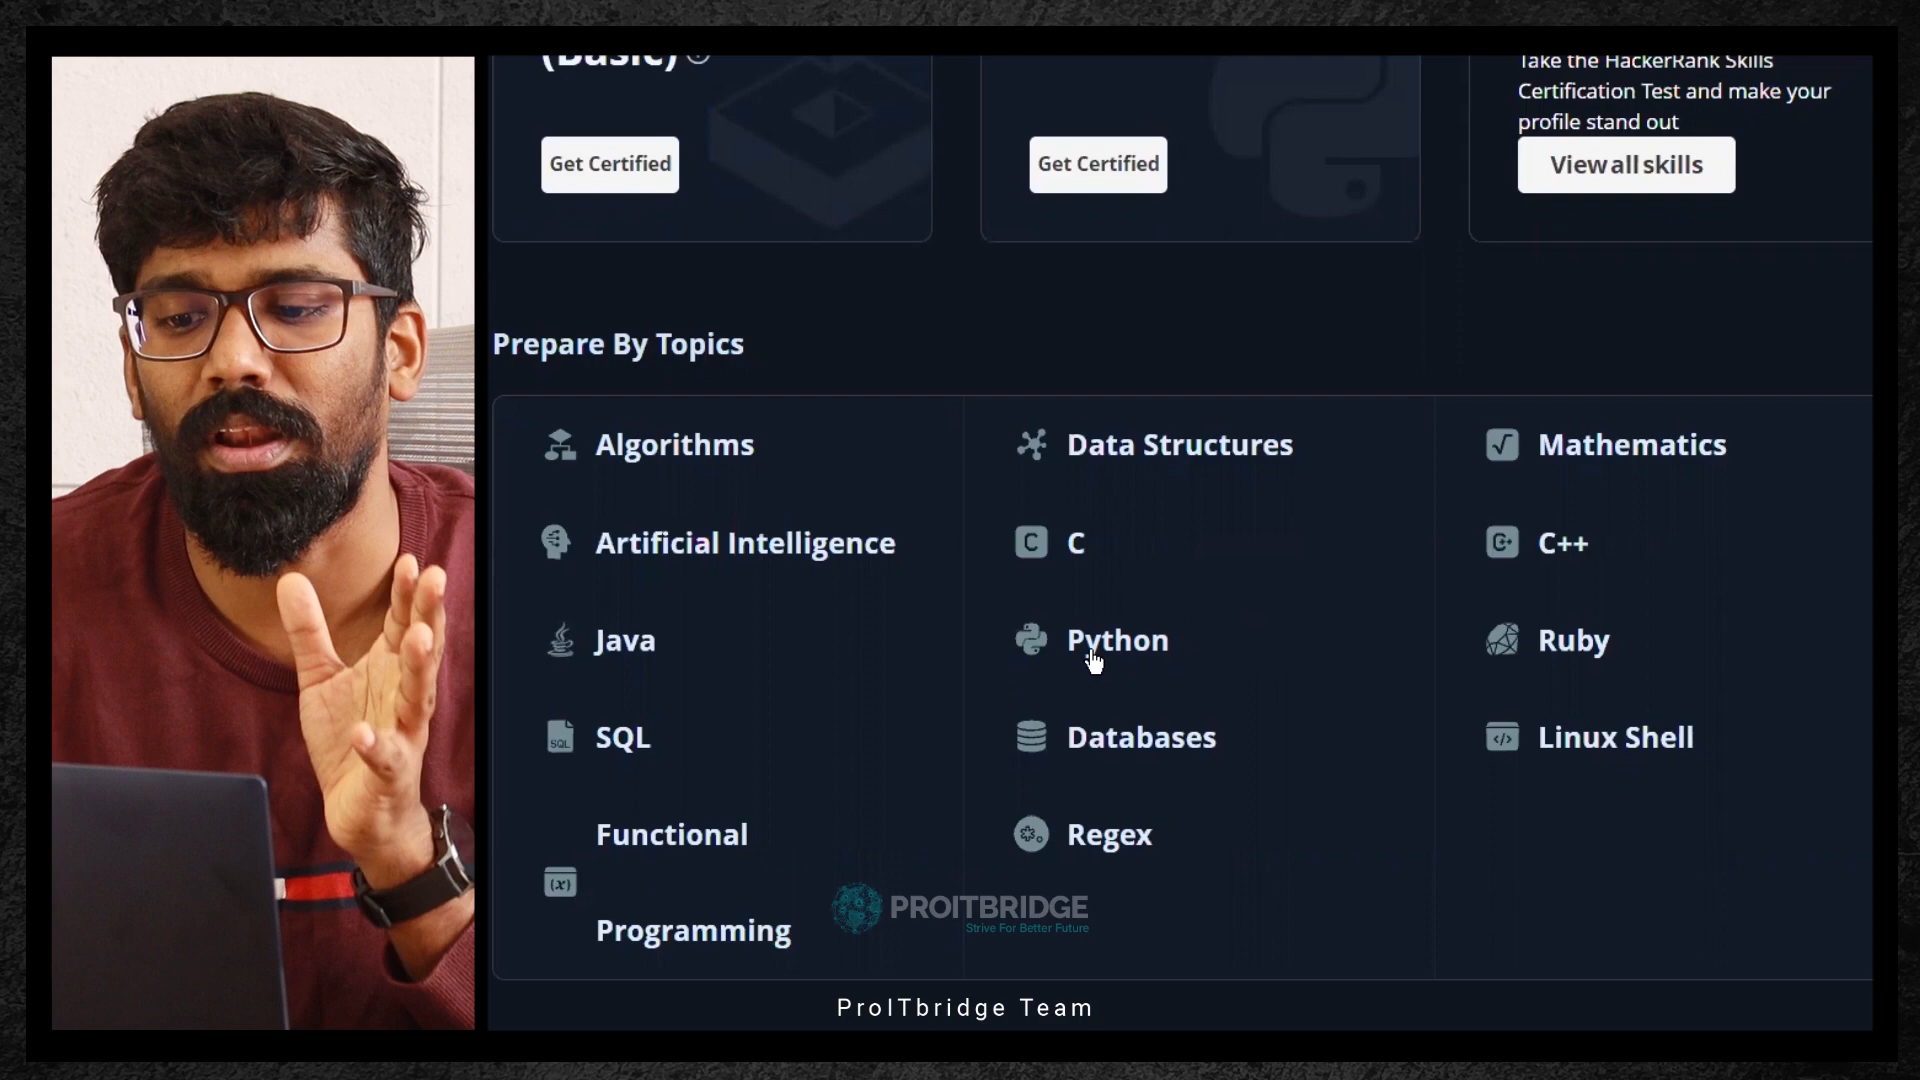 (Basic)
Get Certified
Get Certified
Take the HackerRank Skills
Certification Test and make your
profile stand out
View all skills
Prepare By Topics
Algorithms
Data Structures
Mathematics
Artificial Intelligence
C
C
C++
Java
Python
Ruby
SQL
SQL
Databases
Linux Shell
Functional
Programming
(x)
Regex
PROITBRIDGE
Strive For Better Future
ProITbridge Team